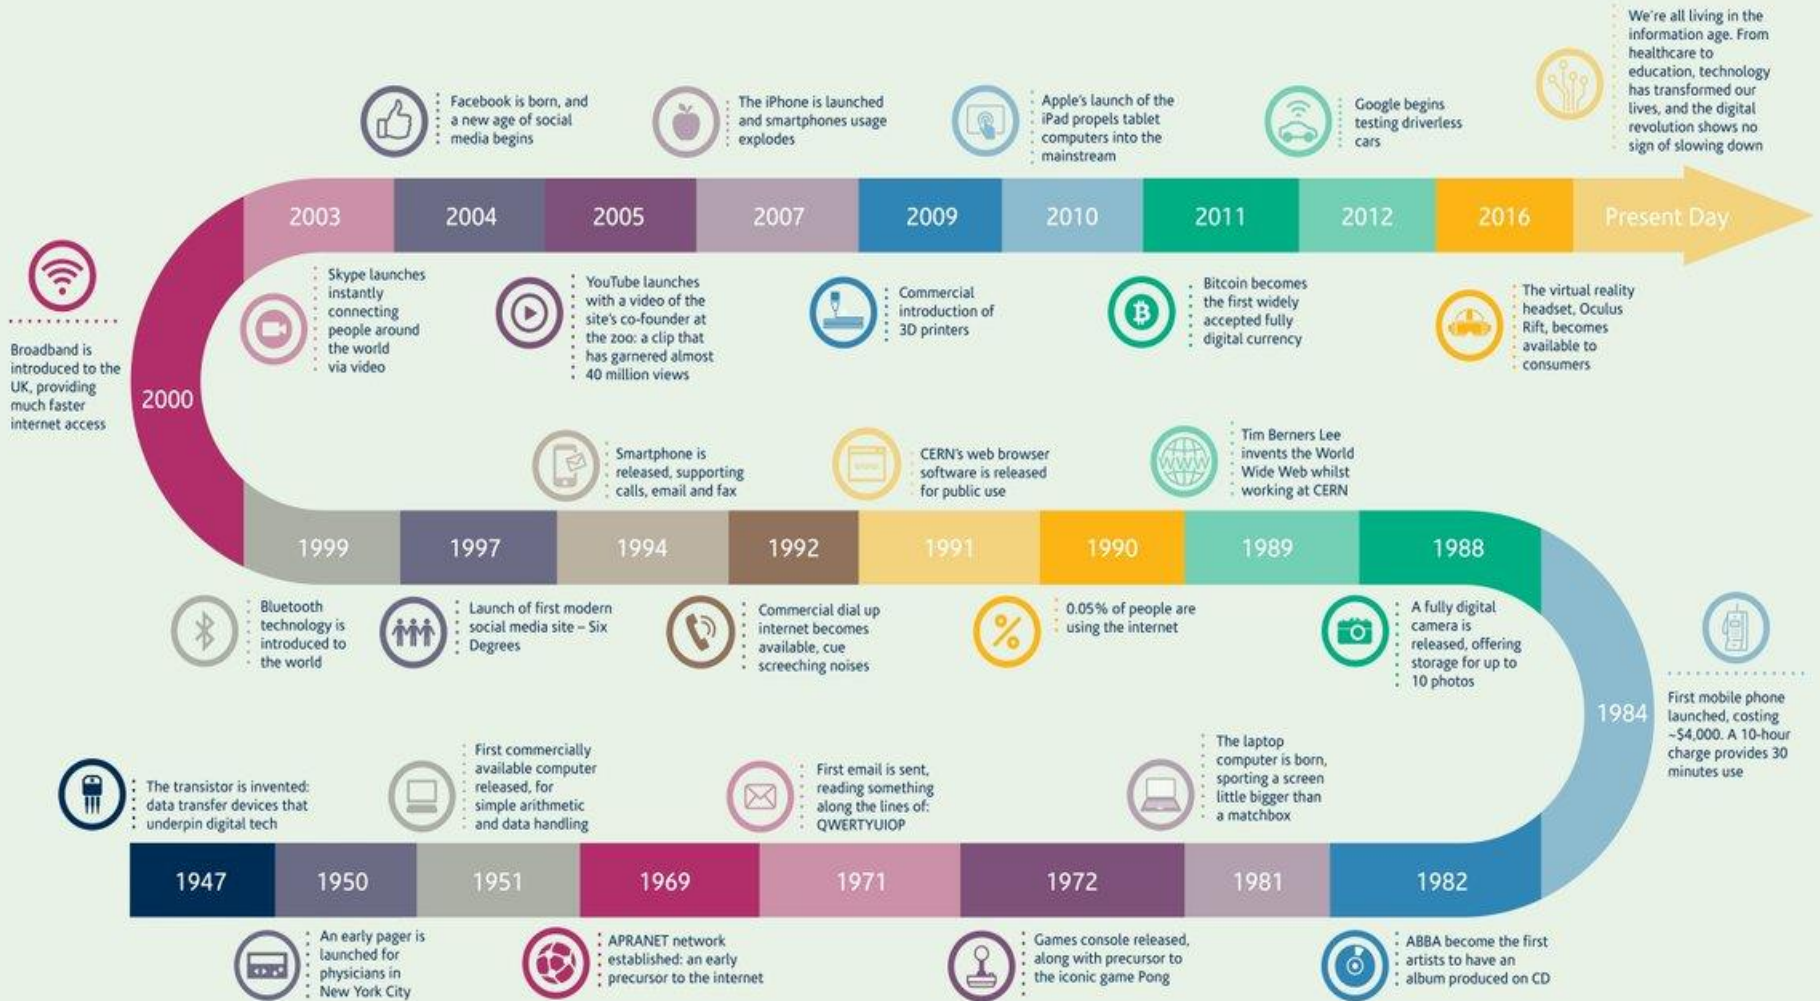 We're all living in the
information age. From
healthcare to
education, technology
has transformed our
lives, and the digital
revolution shows no
sign of slowing down
Facebook is born, and
a new age of social
media begins
The iPhone is launched
and smartphones usage
explodes
Apple's launch of the
iPad propels tablet
computers into the
mainstream
Google begins
testing driverless
cars
2003
2004
2005
2007
2009
2010
2011
2012
2016
Present Day
Skype launches
instantly
connecting
people around
the world
via video
YouTube launches
with a video of the
site's co-founder at
the zoo: a clip that
has garnered almost
40 million views
Commercial
introduction of
3D printers
Bitcoin becomes
the first widely
accepted fully
digital currency
The virtual reality
headset, Oculus
Rift, becomes
available to
consumers
Broadband is
introduced to the
UK, providing
much faster
internet access
2000
Smartphone is
released, supporting
calls, email and fax
CERN's web browser
software is released
for public use
WWW
Tim Berners Lee
invents the World
Wide Web whilst
working at CERN
1999
1997
1994
1992
1991
1990
1989
1988
Bluetooth
technology is
introduced to
the world
Launch of first modern
social media site – Six
Degrees
Commercial dial up
internet becomes
available, cue
screeching noises
%
0.05% of people are
using the internet
A fully digital
camera is
released, offering
storage for up to
10 photos
1984
First mobile phone
launched, costing
~$4,000. A 10-hour
charge provides 30
minutes use
The transistor is invented:
data transfer devices that
underpin digital tech
First commercially
available computer
released, for
simple arithmetic
and data handling
First email is sent,
reading something
along the lines of:
QWERTYUIOP
The laptop
computer is born,
sporting a screen
little bigger than
a matchbox
1947
1950
1951
1969
1971
1972
1981
1982
An early pager is
launched for
physicians in
New York City
APRANET network
established: an early
precursor to the internet
Games console released,
along with precursor to
the iconic game Pong
ABBA become the first
artists to have an
album produced on CD